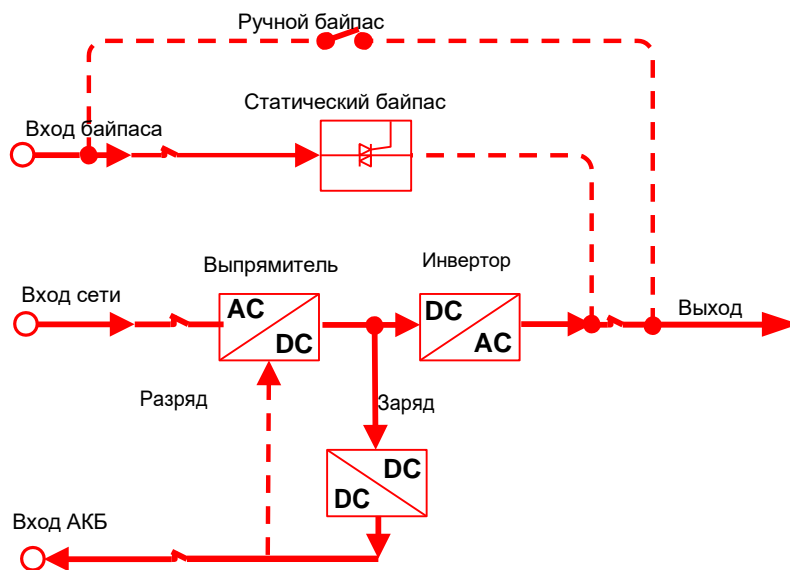 Ручной байпас
Статический байпас
Вход байпаса
Выпрямитель
Инвертор
Вход сети
AC
DC
DC
AC
Выход
Разряд
Заряд
DC
DC
Вход АКБ